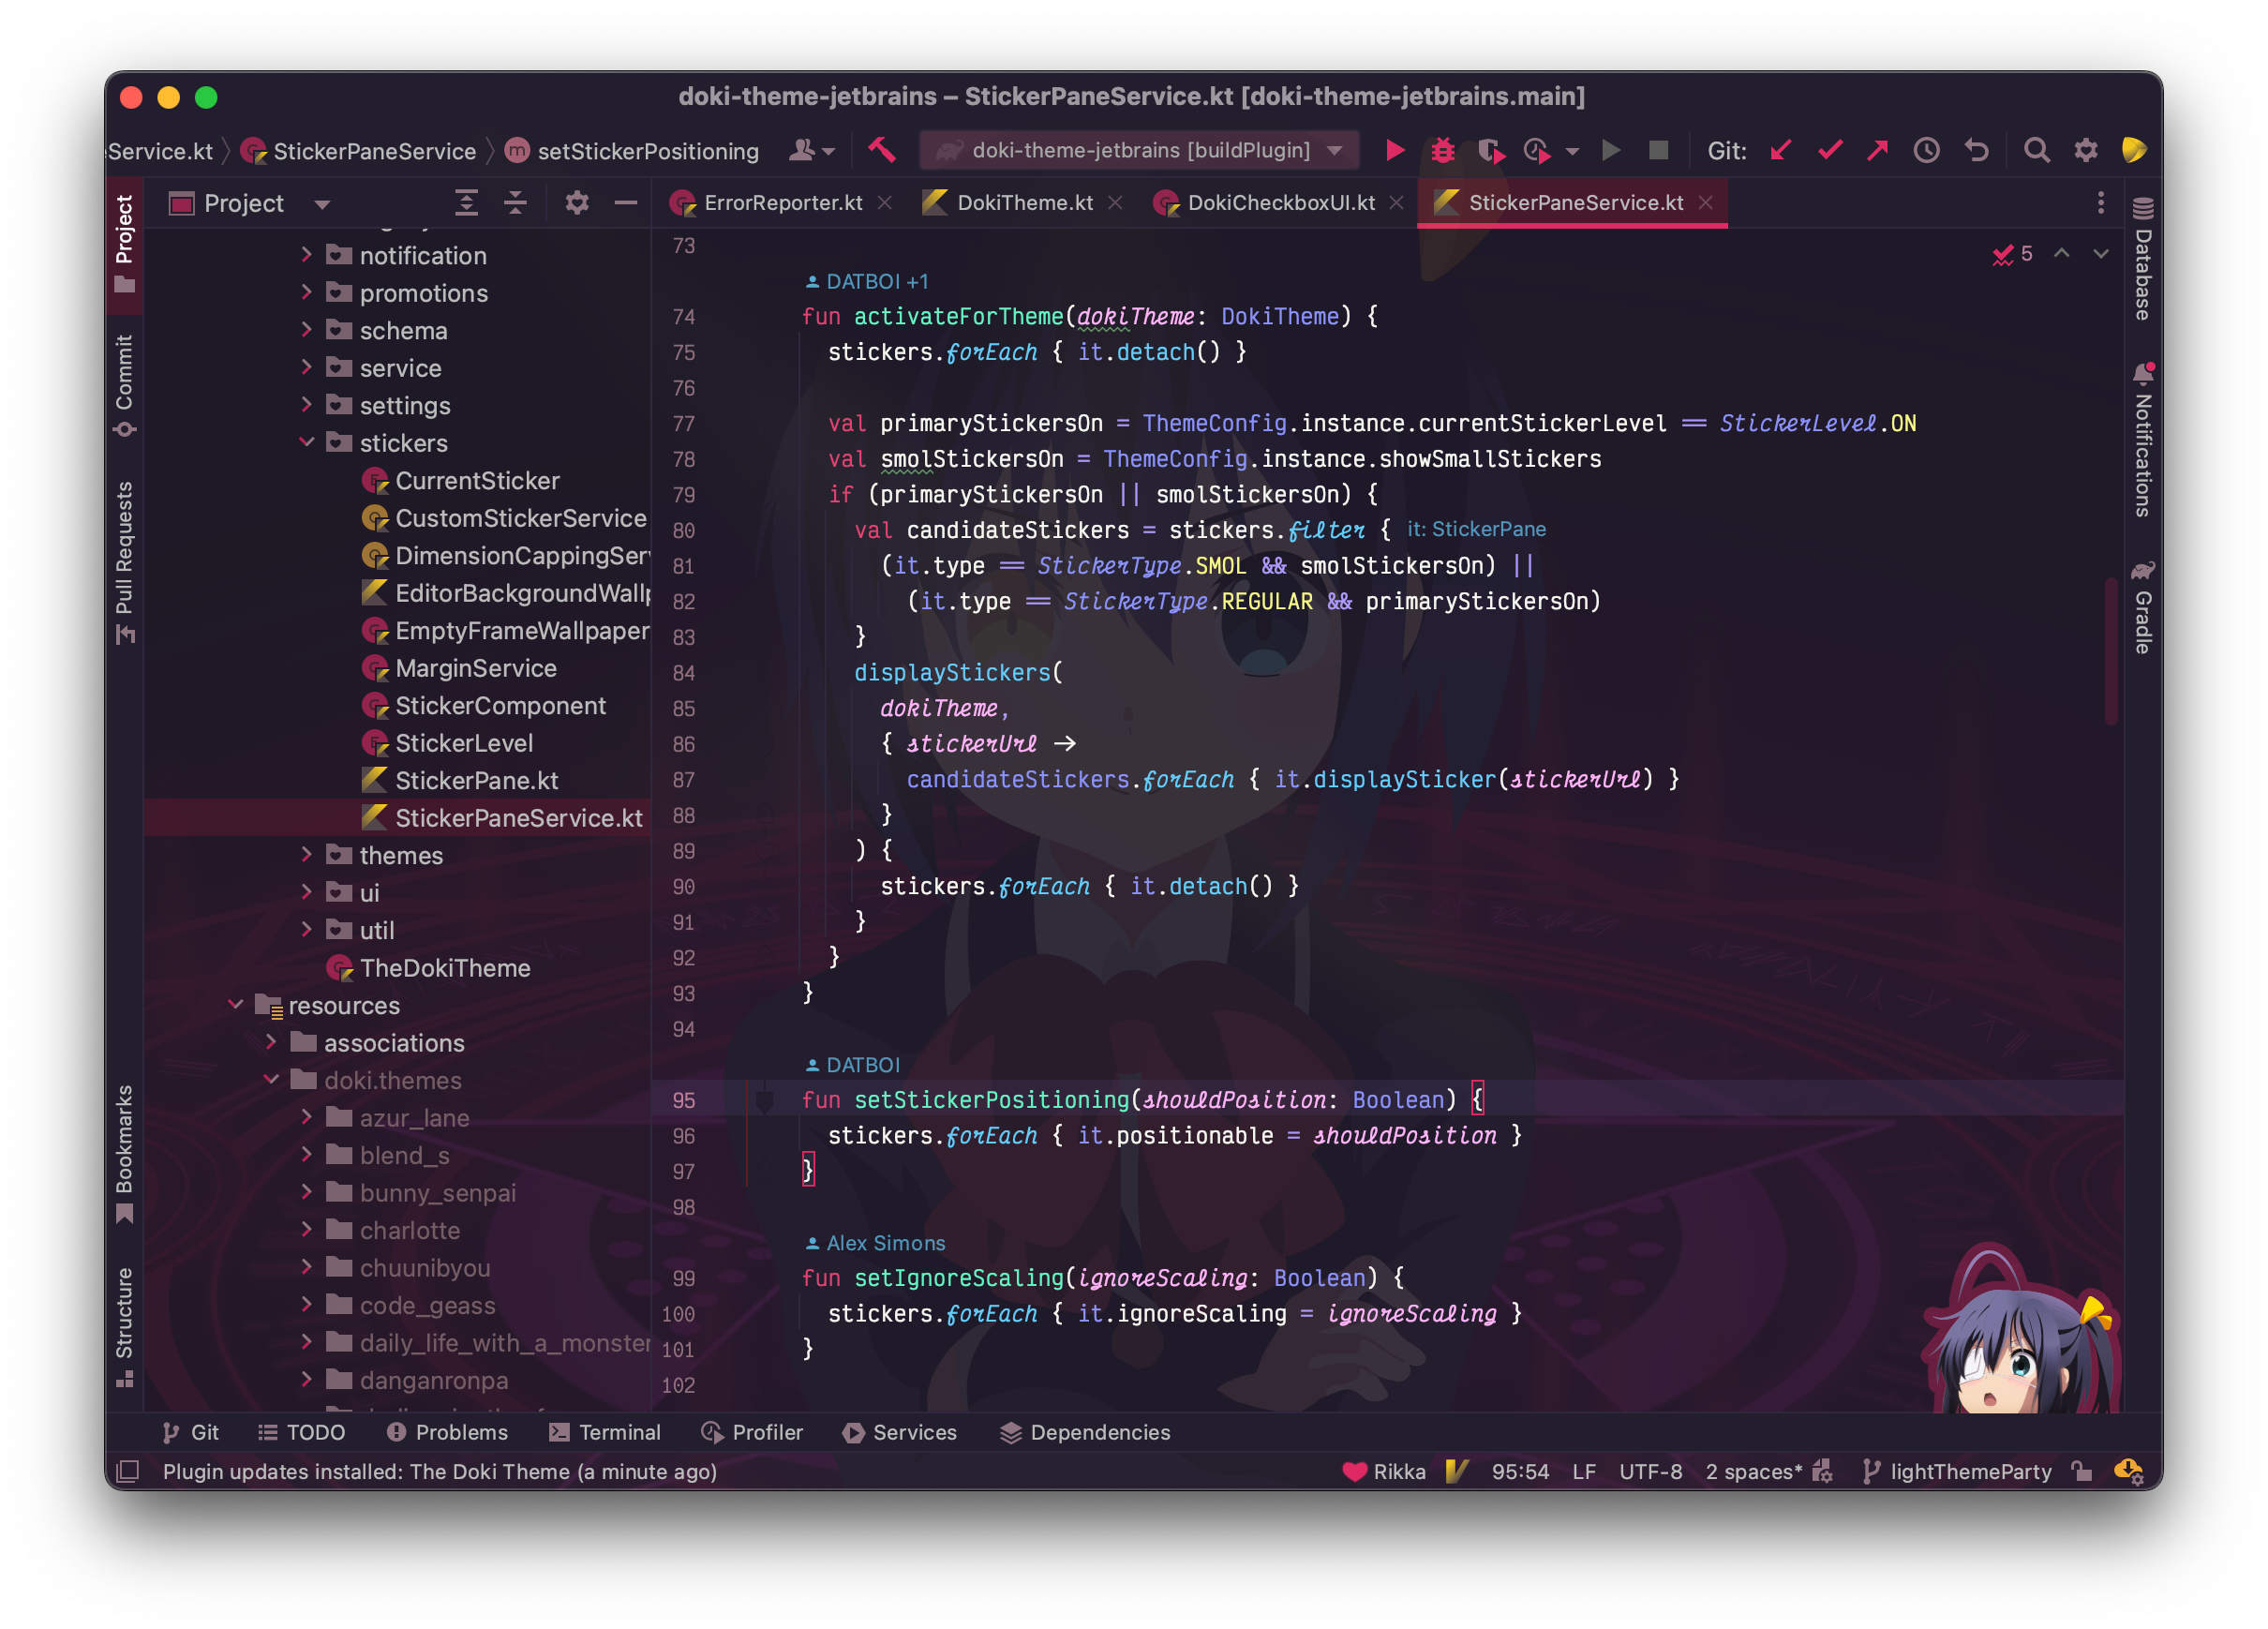 doki-theme-jetbrains – StickerPaneService.kt [doki-theme-jetbrains.main]
Service.kt
StickerPaneService
setStickerPositioning
doki-theme-jetbrains [buildPlugin]
Git:
Project
ErrorReporter.kt
DokiTheme.kt
DokiCheckboxUI.kt
StickerPaneService.kt
Project
Commit
Pull Requests
Bookmarks
Structure
notification
promotions
schema
service
settings
stickers
CurrentSticker
CustomStickerService
DimensionCappingSer
EditorBackgroundWall
EmptyFrameWallpaper
MarginService
StickerComponent
StickerLevel
StickerPane.kt
StickerPaneService.kt
themes
ui
util
TheDokiTheme
resources
associations
doki.themes
azur_lane
blend_s
bunny_senpai
charlotte
chuunibyou
code_geass
daily_life_with_a_monster
danganronpa
5
73
DATBOI +1
74 fun activateForTheme(dokiTheme: DokiTheme) {
75 stickers.forEach { it.detach() }
76
77 val primaryStickersOn = ThemeConfig.instance.currentStickerLevel == StickerLevel.ON
78 val smolStickersOn = ThemeConfig.instance.showSmallStickers
79 if (primaryStickersOn || smolStickersOn) {
80 val candidateStickers = stickers.filter { it: StickerPane
81 (it.type == StickerType.SMOL && smolStickersOn) ||
82 (it.type == StickerType.REGULAR && primaryStickersOn)
83 }
84 displayStickers(
85 dokiTheme,
86 { stickerUrl ->
87 candidateStickers.forEach { it.displaySticker(stickerUrl) }
88 }
89 ) {
90 stickers.forEach { it.detach() }
91 }
92 }
93 }
94
DATBOI
95 fun setStickerPositioning(shouldPosition: Boolean) {
96 stickers.forEach { it.positionable = shouldPosition }
97 }
98
Alex Simons
99 fun setIgnoreScaling(ignoreScaling: Boolean) {
100 stickers.forEach { it.ignoreScaling = ignoreScaling }
101 }
102
Database
Notifications
Gradle
Git
TODO
Problems
Terminal
Profiler
Services
Dependencies
Plugin updates installed: The Doki Theme (a minute ago)
Rikka
95:54
LF
UTF-8
2 spaces*
lightThemeParty